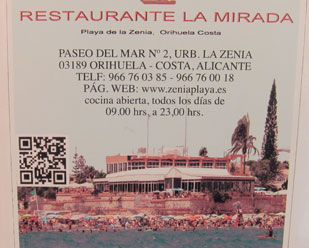 RESTAURANTE LA MIRADA
Playa de la Zenia, Orihuela Costa
PASEO DEL MAR Nº 2, URB. LA ZENIA
03189 ORIHUELA - COSTA, ALICANTE
TELF: 966 76 03 85 - 966 76 00 18
PÁG. WEB: www.zeniaplaya.es
cocina abierta, todos los días de
09.00 hrs. a 23,00 hrs.